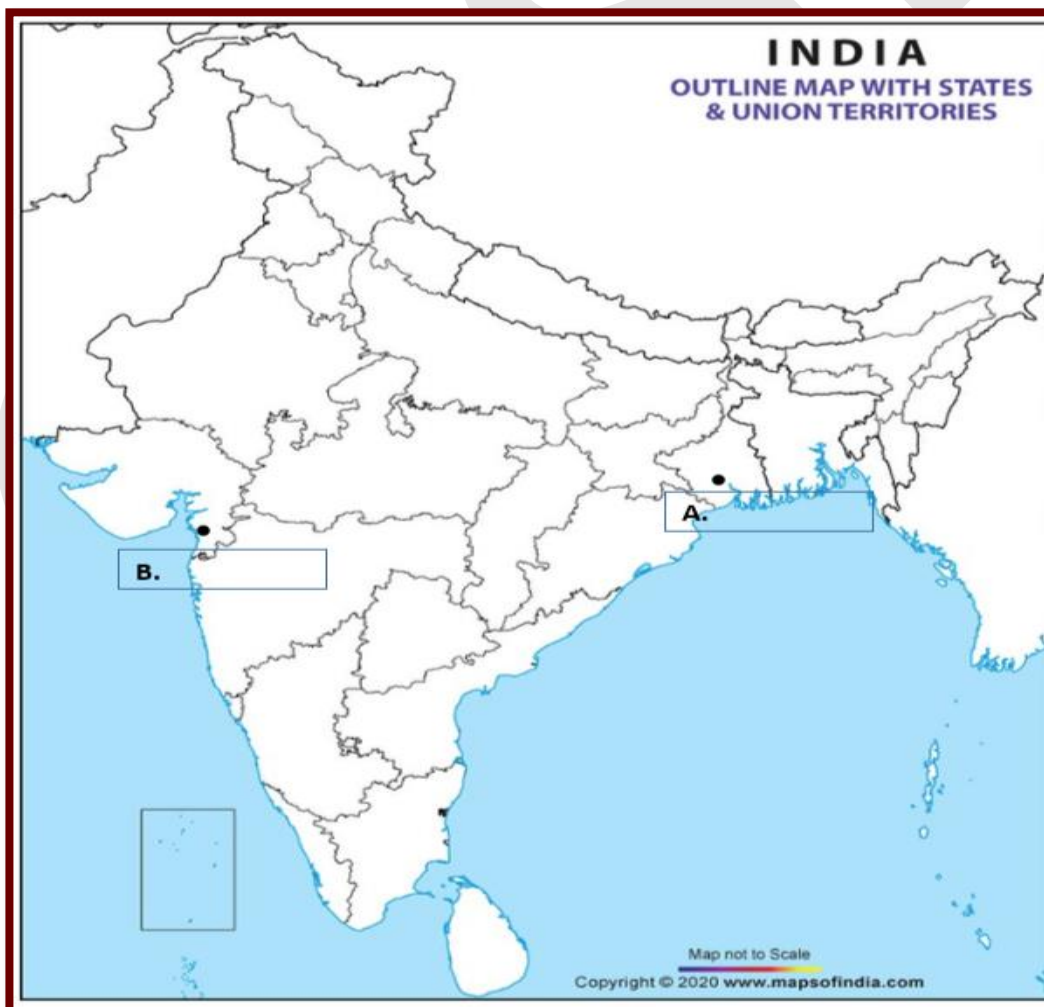 INDIA
OUTLINE MAP WITH STATES
& UNION TERRITORIES
A.
B.
Map not to Scale
Copyright © 2020 www.mapsofindia.com